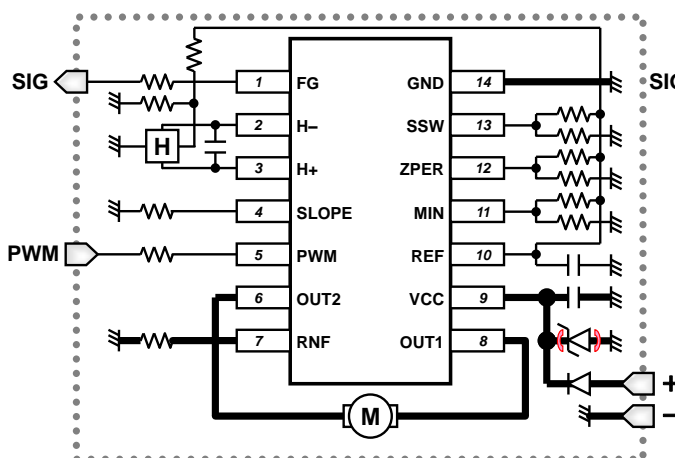 SIG
1 FG
GND 14
SIG
2 H–
SSW 13
H
3 H+
ZPER 12
4 SLOPE
MIN 11
PWM
5 PWM
REF 10
6 OUT2
VCC 9
7 RNF
OUT1 8
+
M
–